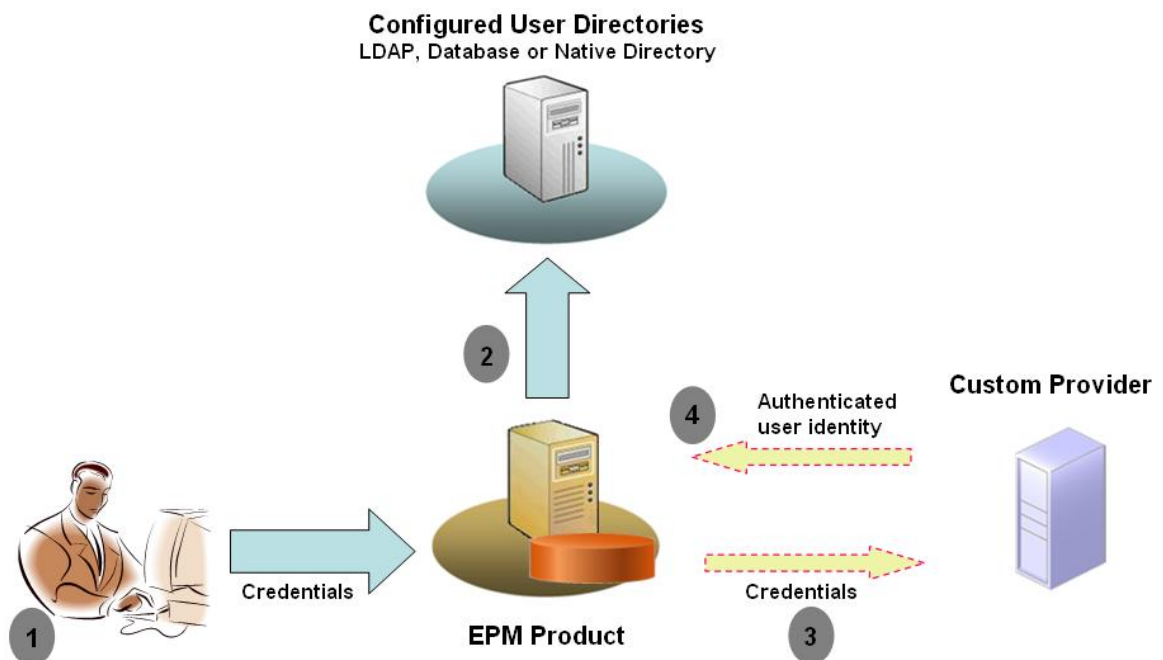 Configured User Directories
LDAP, Database or Native Directory
2
4
Authenticated
user identity
Custom Provider
1
Credentials
EPM Product
Credentials
3